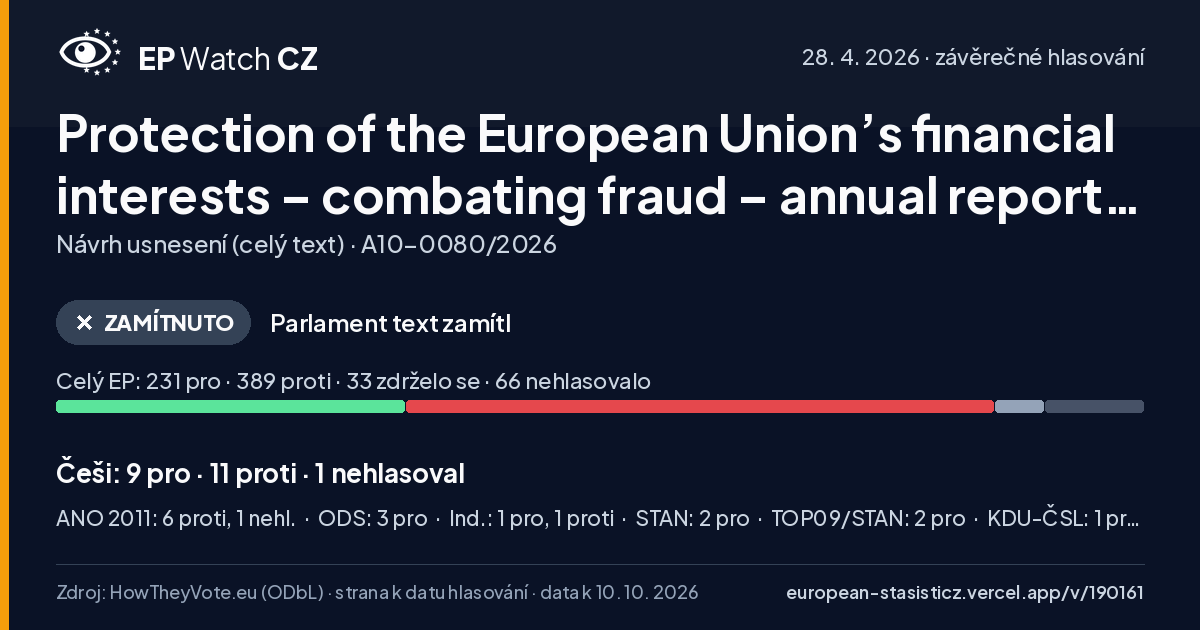 EP Watch CZ
28. 4. 2026 · závěrečné hlasování
Protection of the European Union’s financial
interests – combating fraud – annual report…
Návrh usnesení (celý text) · A10–0080/2026
✕ ZAMÍTNUTO
Parlament text zamítl
Celý EP: 231 pro · 389 proti · 33 zdrželo se · 66 nehlasovalo
Češi: 9 pro · 11 proti · 1 nehlasoval
ANO 2011: 6 proti, 1 nehl. · ODS: 3 pro · Ind.: 1 pro, 1 proti · STAN: 2 pro · TOP09/STAN: 2 pro · KDU-ČSL: 1 pr…
Zdroj: HowTheyVote.eu (ODbL) · strana k datu hlasování · data k 10. 10. 2026
european-stasisticz.vercel.app/v/190161